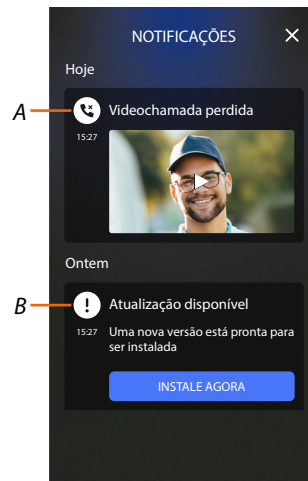 NOTIFICAÇÕES
Hoje
A
Videochamada perdida
15:27
Ontem
B
Atualização disponível
15:27
Uma nova versão está pronta para
ser instalada
INSTALE AGORA